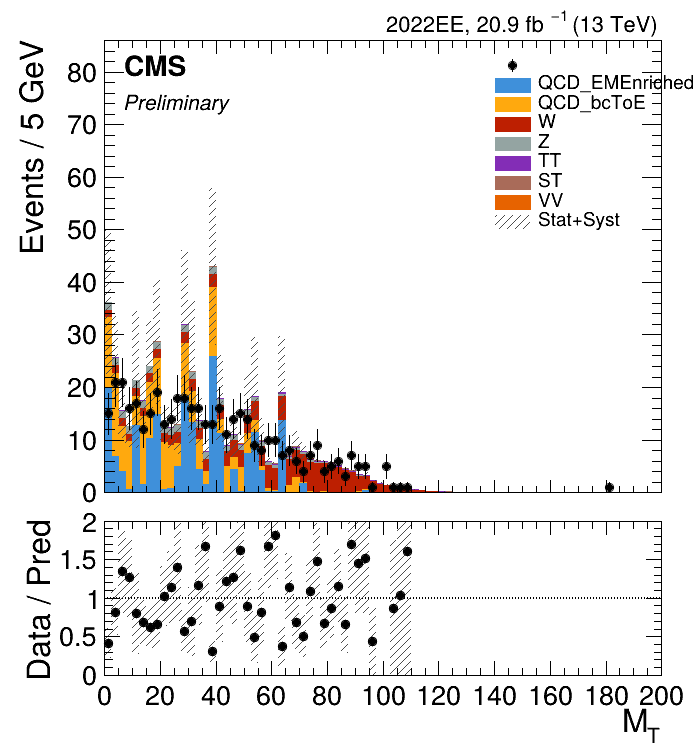 2022EE, 20.9 fb ⁻¹ (13 TeV)
CMS
Preliminary
Events / 5 GeV
80
70
60
50
40
30
20
10
0
QCD_EMEnriched
QCD_bcToE
W
Z
TT
ST
VV
Stat+Syst
Data / Pred
2
1.5
1
0.5
0
0 20 40 60 80 100 120 140 160 180 200
M_T